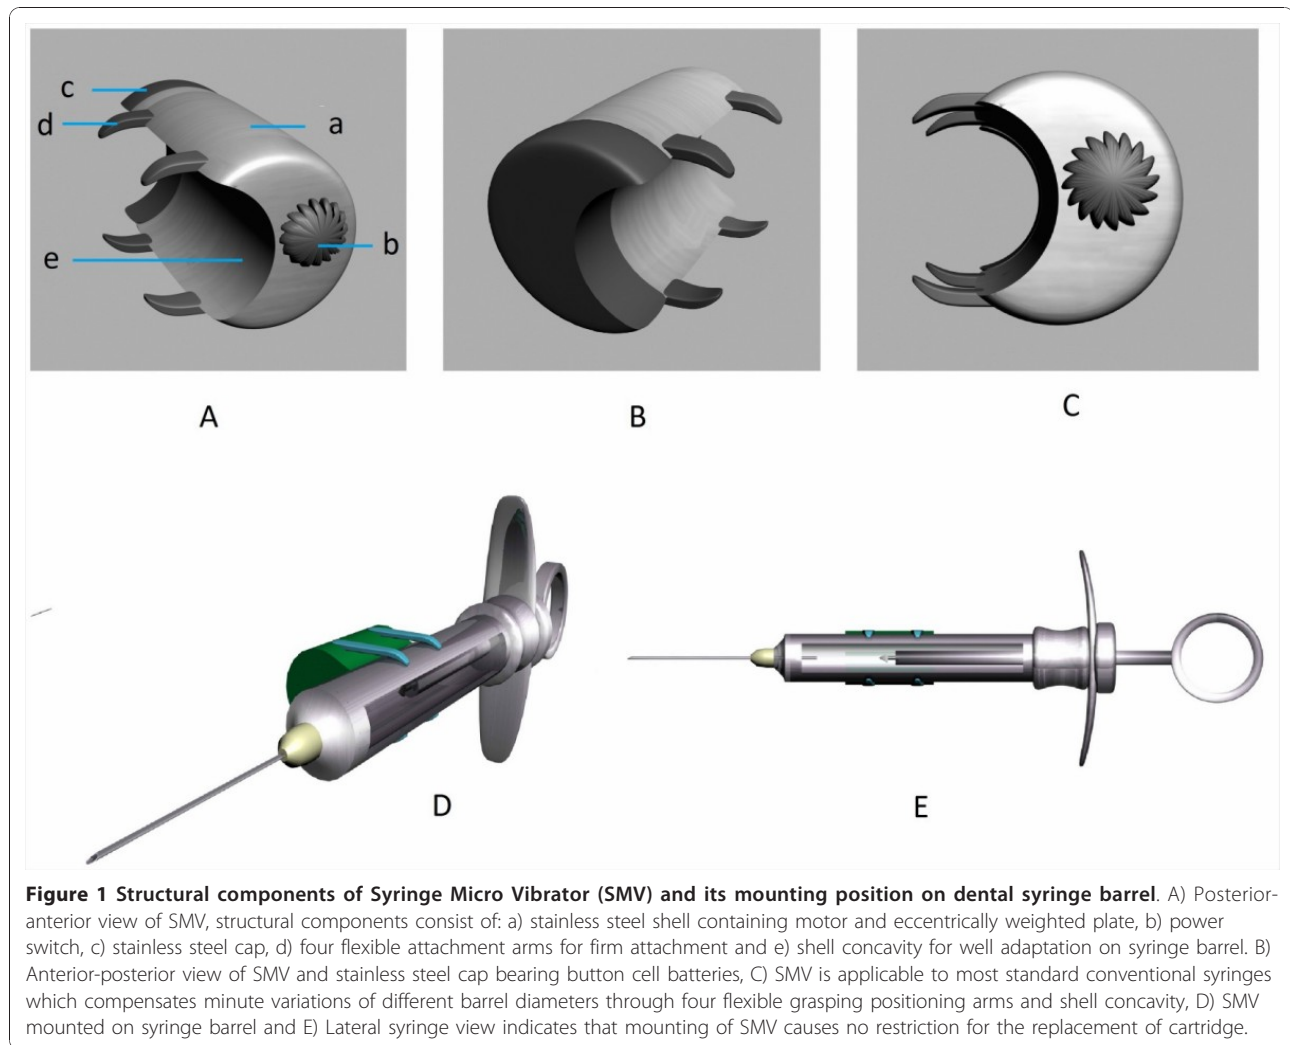 c
d
a
b
e
A
B
C
D
E
Figure 1 Structural components of Syringe Micro Vibrator (SMV) and its mounting position on dental syringe barrel. A) Posterior-
anterior view of SMV, structural components consist of: a) stainless steel shell containing motor and eccentrically weighted plate, b) power
switch, c) stainless steel cap, d) four flexible attachment arms for firm attachment and e) shell concavity for well adaptation on syringe barrel. B)
Anterior-posterior view of SMV and stainless steel cap bearing button cell batteries, C) SMV is applicable to most standard conventional syringes
which compensates minute variations of different barrel diameters through four flexible grasping positioning arms and shell concavity, D) SMV
mounted on syringe barrel and E) Lateral syringe view indicates that mounting of SMV causes no restriction for the replacement of cartridge.